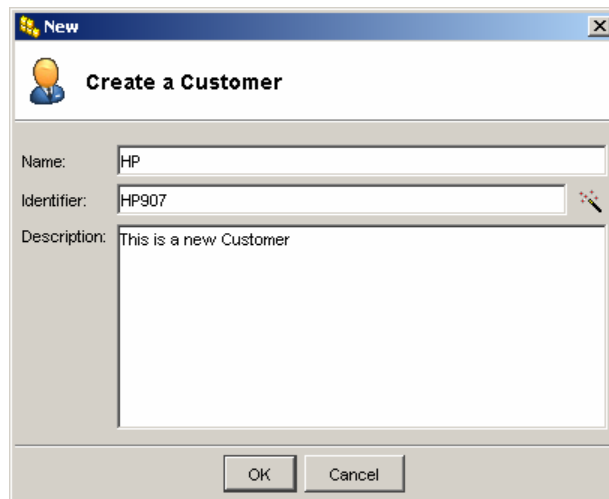 New
Create a Customer
Name: HP
Identifier: HP907
Description: This is a new Customer
OK Cancel